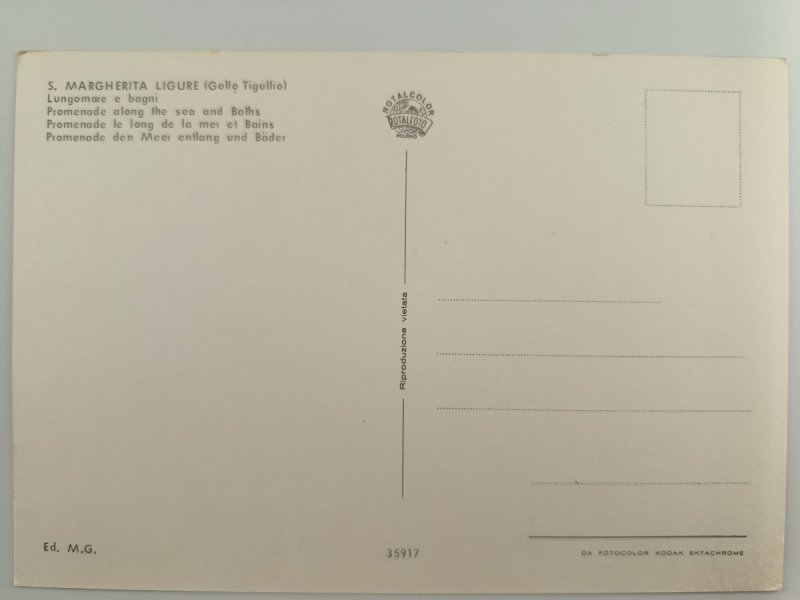 S. MARGHERITA LIGURE (Golfo Tigullio)
Lungomare e bagni
Promenade along the sea and Baths
Promenade le long de la mer et Bains
Promenade den Meer entlang und Bäder
ROTALCOLOR
ROTALFOTO
MILANO
Riproduzione vietata
Ed. M.G.
35917
DA FOTOCOLOR KODAK EKTACHROME